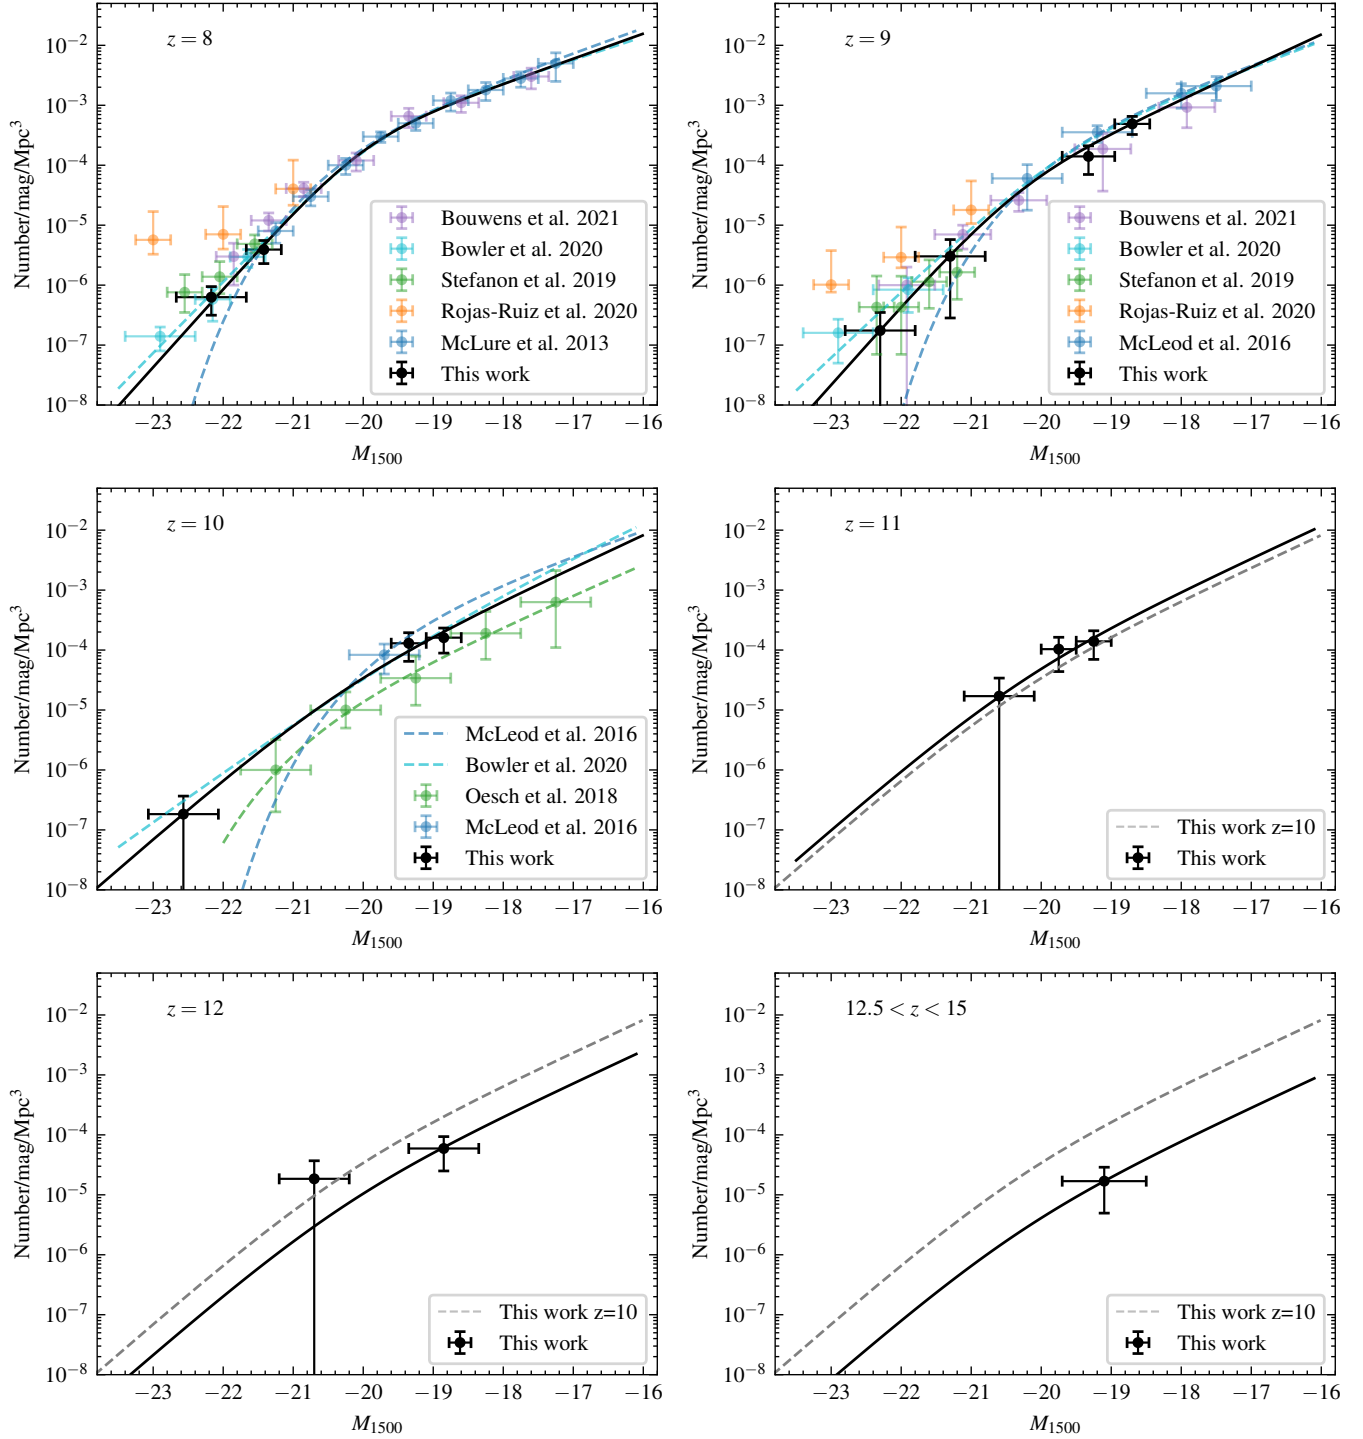 z = 8
10⁻²
10⁻³
10⁻⁴
10⁻⁵
10⁻⁶
10⁻⁷
10⁻⁸
Number/mag/Mpc³
Bouwens et al. 2021
Bowler et al. 2020
Stefanon et al. 2019
Rojas-Ruiz et al. 2020
McLure et al. 2013
This work
−23 −22 −21 −20 −19 −18 −17 −16
M₁₅₀₀
z = 9
10⁻²
10⁻³
10⁻⁴
10⁻⁵
10⁻⁶
10⁻⁷
10⁻⁸
Number/mag/Mpc³
Bouwens et al. 2021
Bowler et al. 2020
Stefanon et al. 2019
Rojas-Ruiz et al. 2020
McLeod et al. 2016
This work
−23 −22 −21 −20 −19 −18 −17 −16
M₁₅₀₀
z = 10
10⁻²
10⁻³
10⁻⁴
10⁻⁵
10⁻⁶
10⁻⁷
10⁻⁸
Number/mag/Mpc³
McLeod et al. 2016
Bowler et al. 2020
Oesch et al. 2018
McLeod et al. 2016
This work
−23 −22 −21 −20 −19 −18 −17 −16
M₁₅₀₀
z = 11
10⁻²
10⁻³
10⁻⁴
10⁻⁵
10⁻⁶
10⁻⁷
10⁻⁸
Number/mag/Mpc³
This work z=10
This work
−23 −22 −21 −20 −19 −18 −17 −16
M₁₅₀₀
z = 12
10⁻²
10⁻³
10⁻⁴
10⁻⁵
10⁻⁶
10⁻⁷
10⁻⁸
Number/mag/Mpc³
This work z=10
This work
−23 −22 −21 −20 −19 −18 −17 −16
M₁₅₀₀
12.5 < z < 15
10⁻²
10⁻³
10⁻⁴
10⁻⁵
10⁻⁶
10⁻⁷
10⁻⁸
Number/mag/Mpc³
This work z=10
This work
−23 −22 −21 −20 −19 −18 −17 −16
M₁₅₀₀